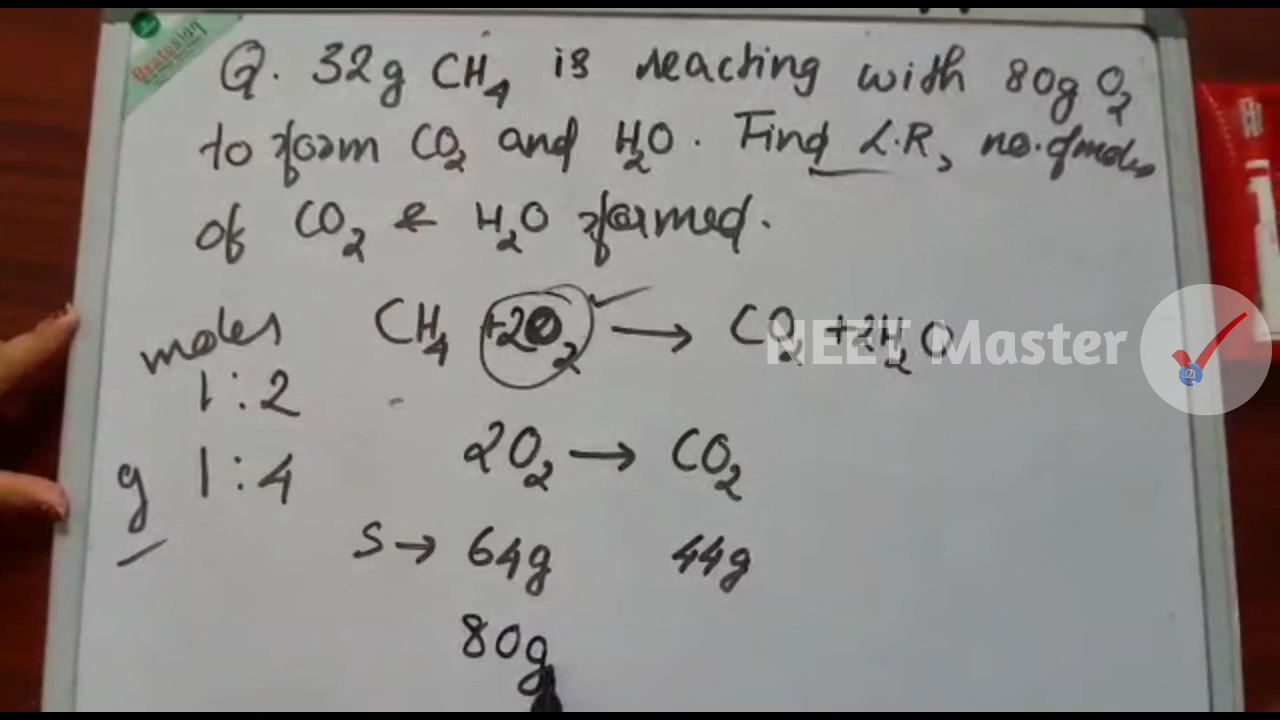 Q. 32g CH4 is reacting with 80g O2
to form CO2 and H2O. Find L.R, no. of moles
of CO2 & H2O formed.
moles CH4 +2O2 → CO2 +2H2O
NEET Master
1:2
2O2 → CO2
g 1:4
S → 64g 44g
80g